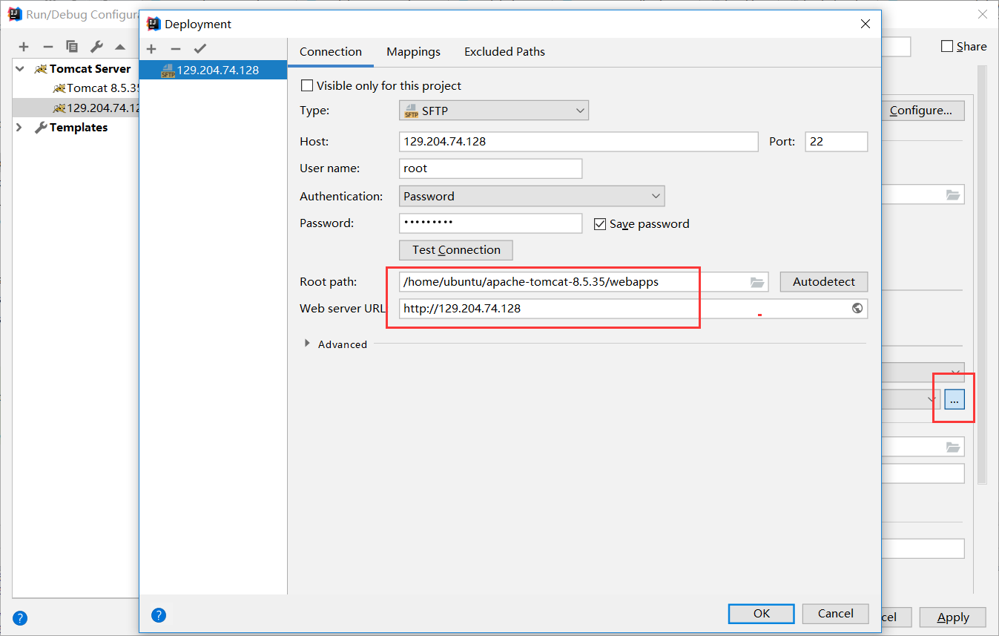 Run/Debug Configura
Deployment
Share
Tomcat Server
Tomcat 8.5.35
129.204.74.12
Templates
129.204.74.128
Connection
Mappings
Excluded Paths
Visible only for this project
Type:
SFTP
SFTP
Configure...
Host:
129.204.74.128
Port:
22
User name:
root
Authentication:
Password
Password:
•••••••••
Save password
Test Connection
Root path:
/home/ubuntu/apache-tomcat-8.5.35/webapps
Autodetect
Web server URL
http://129.204.74.128
Advanced
...
OK
Cancel
cel
Apply